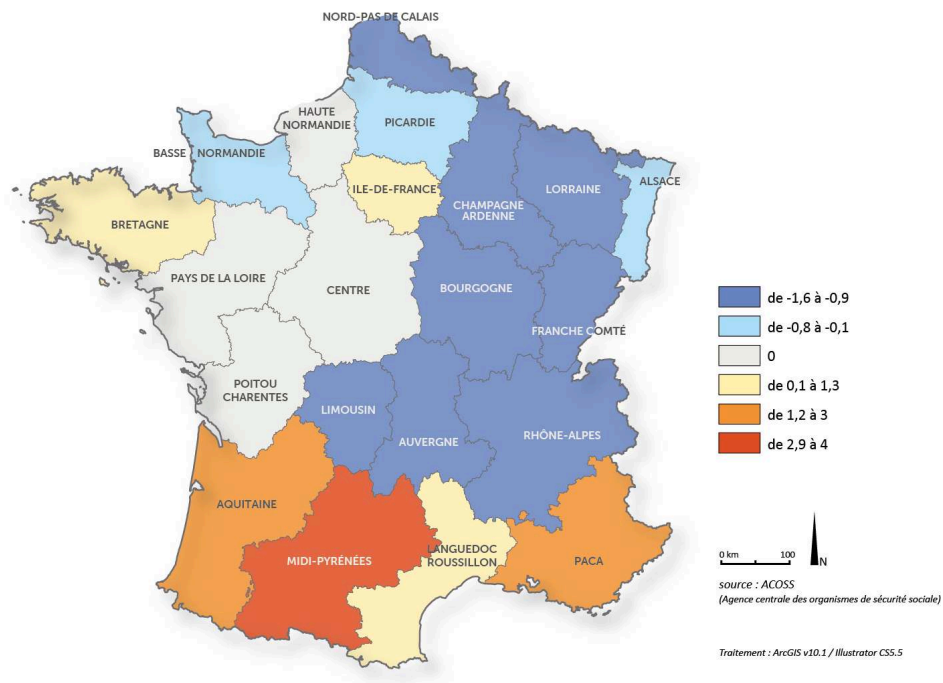 NORD-PAS DE CALAIS
HAUTE
NORMANDIE
PICARDIE
BASSE NORMANDIE
ILE-DE-FRANCE
LORRAINE
ALSACE
CHAMPAGNE
ARDENNE
BRETAGNE
PAYS DE LA LOIRE
CENTRE
BOURGOGNE
FRANCHE COMTÉ
POITOU
CHARENTES
LIMOUSIN
AUVERGNE
RHÔNE-ALPES
AQUITAINE
MIDI-PYRÉNÉES
LANGUEDOC
ROUSSILLON
PACA
de -1,6 à -0,9
de -0,8 à -0,1
0
de 0,1 à 1,3
de 1,2 à 3
de 2,9 à 4
0 km 100
N
source : ACOSS
(Agence centrale des organismes de sécurité sociale)
Traitement : ArcGIS v10.1 / Illustrator CS5.5